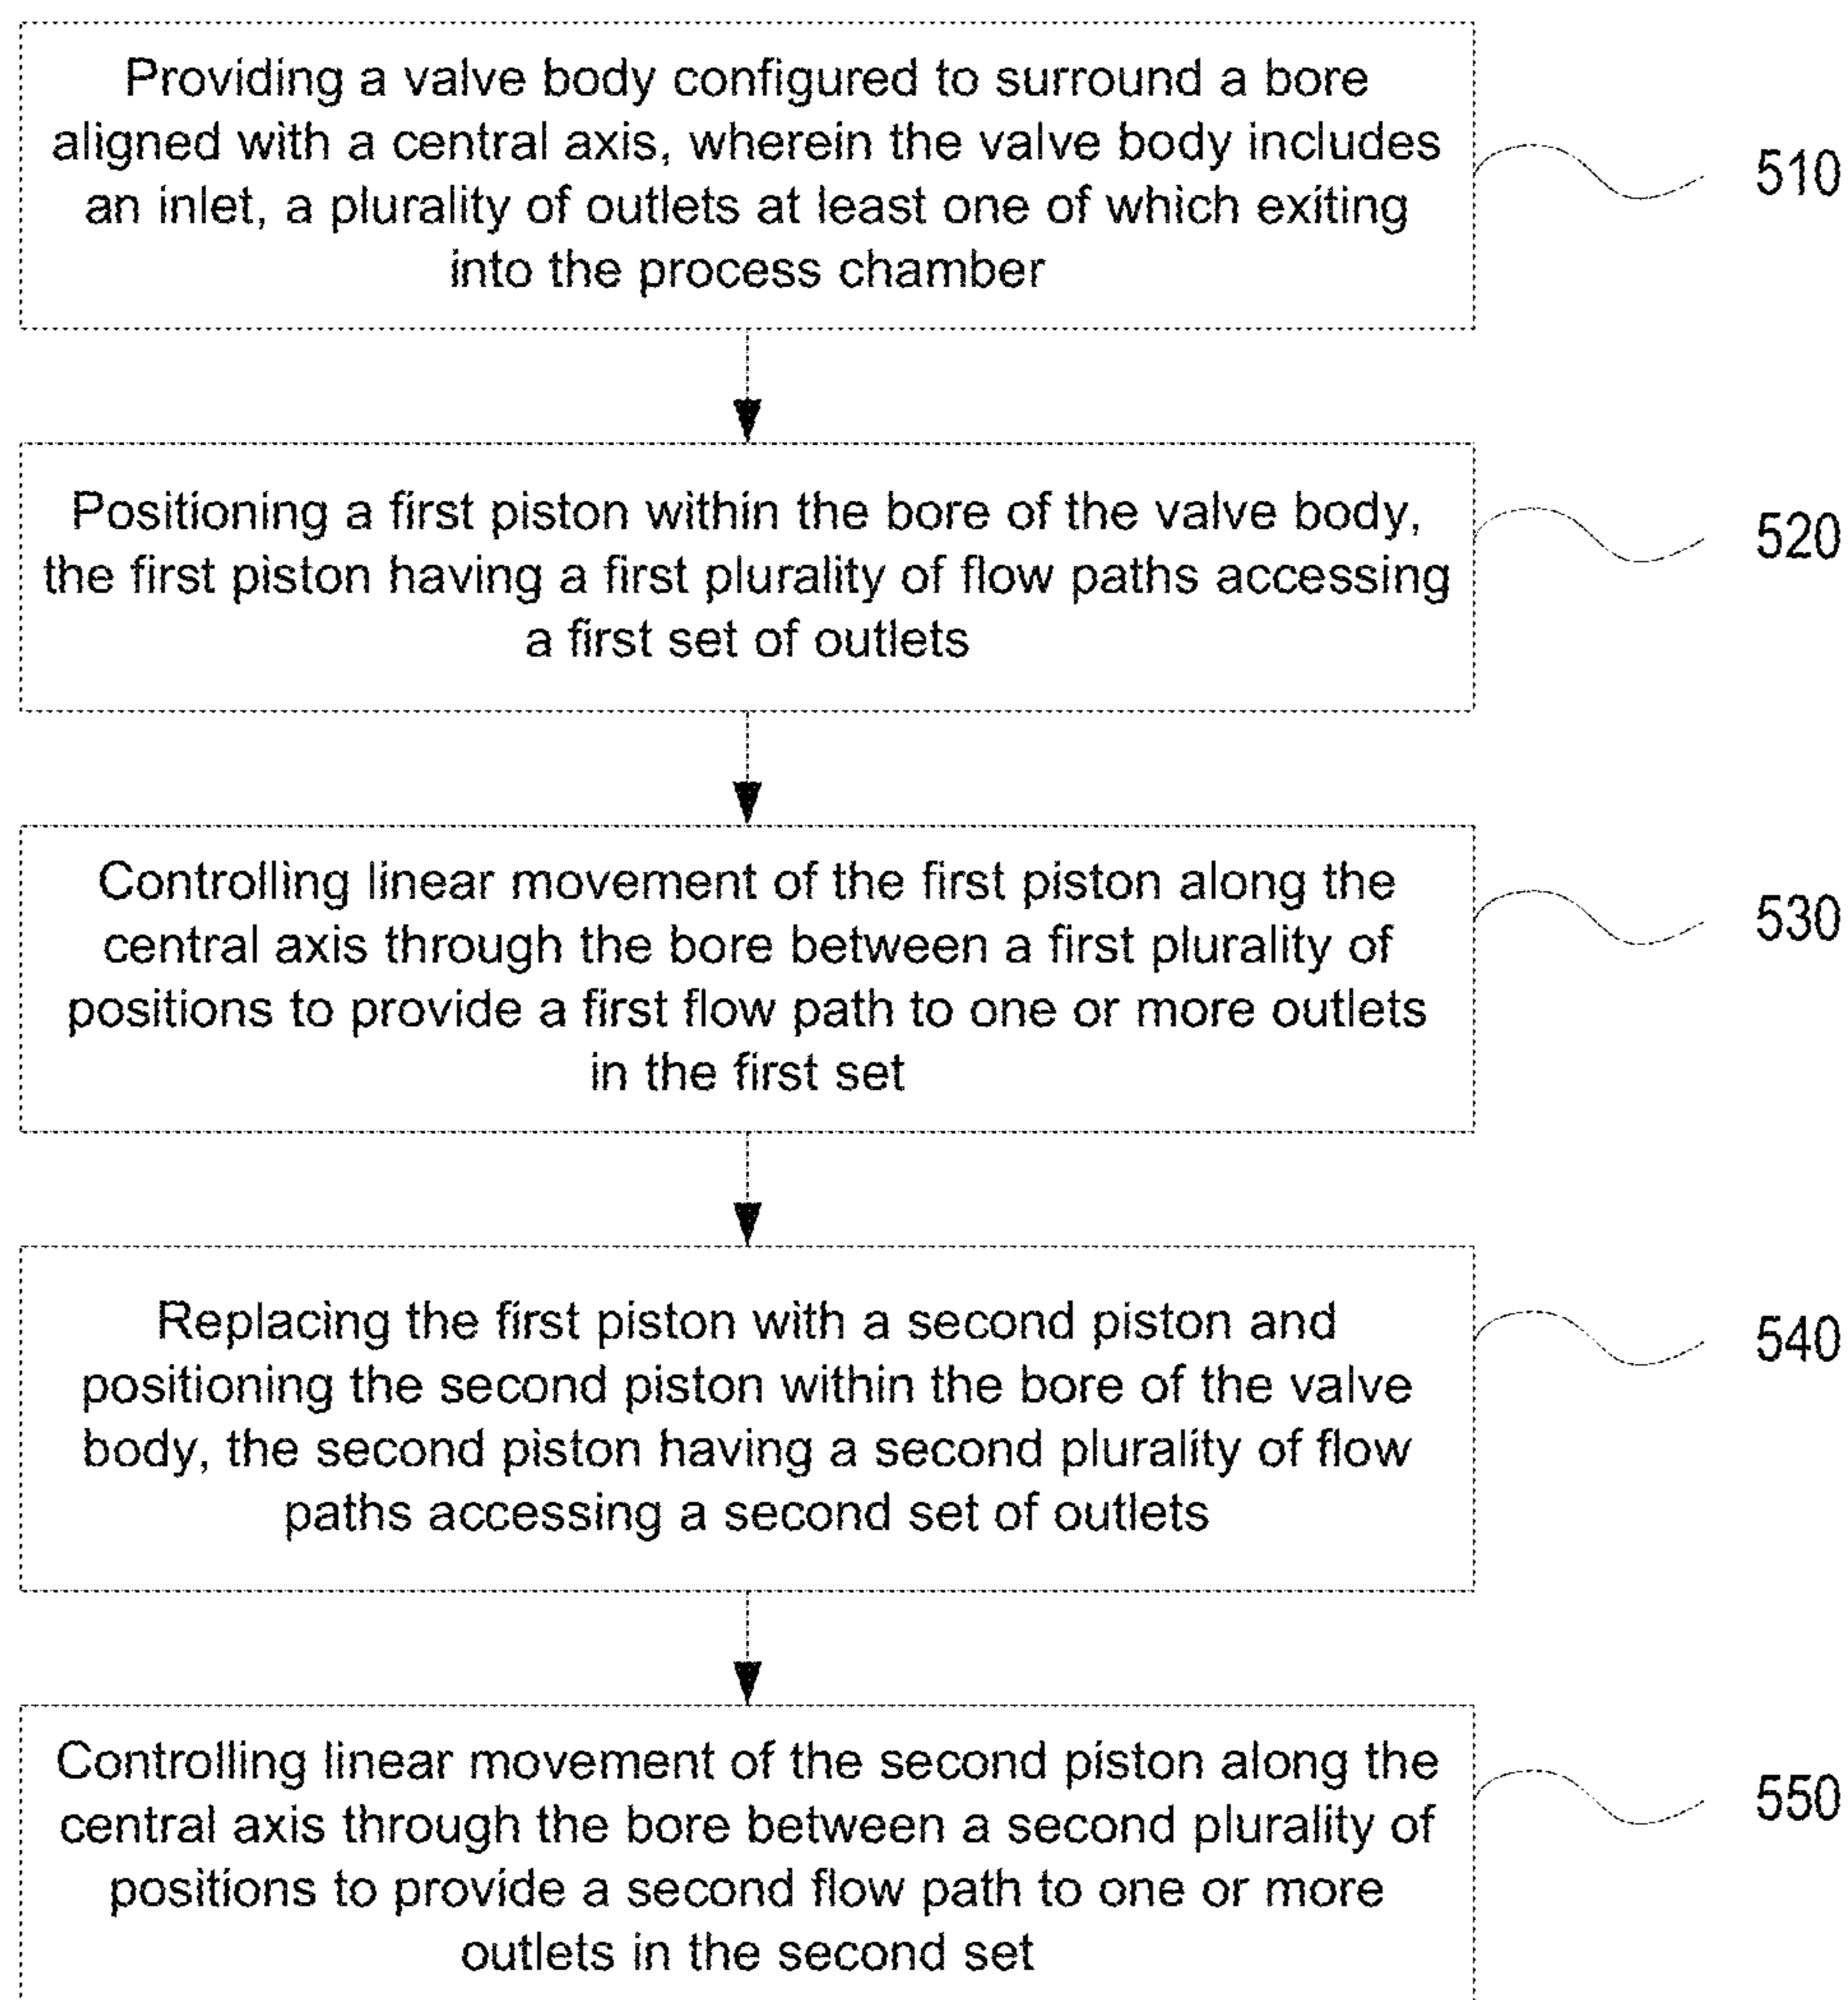 Providing a valve body configured to surround a bore
aligned with a central axis, wherein the valve body includes
an inlet, a plurality of outlets at least one of which exiting
into the process chamber
510
Positioning a first piston within the bore of the valve body,
the first piston having a first plurality of flow paths accessing
a first set of outlets
520
Controlling linear movement of the first piston along the
central axis through the bore between a first plurality of
positions to provide a first flow path to one or more outlets
in the first set
530
Replacing the first piston with a second piston and
positioning the second piston within the bore of the valve
body, the second piston having a second plurality of flow
paths accessing a second set of outlets
540
Controlling linear movement of the second piston along the
central axis through the bore between a second plurality of
positions to provide a second flow path to one or more
outlets in the second set
550